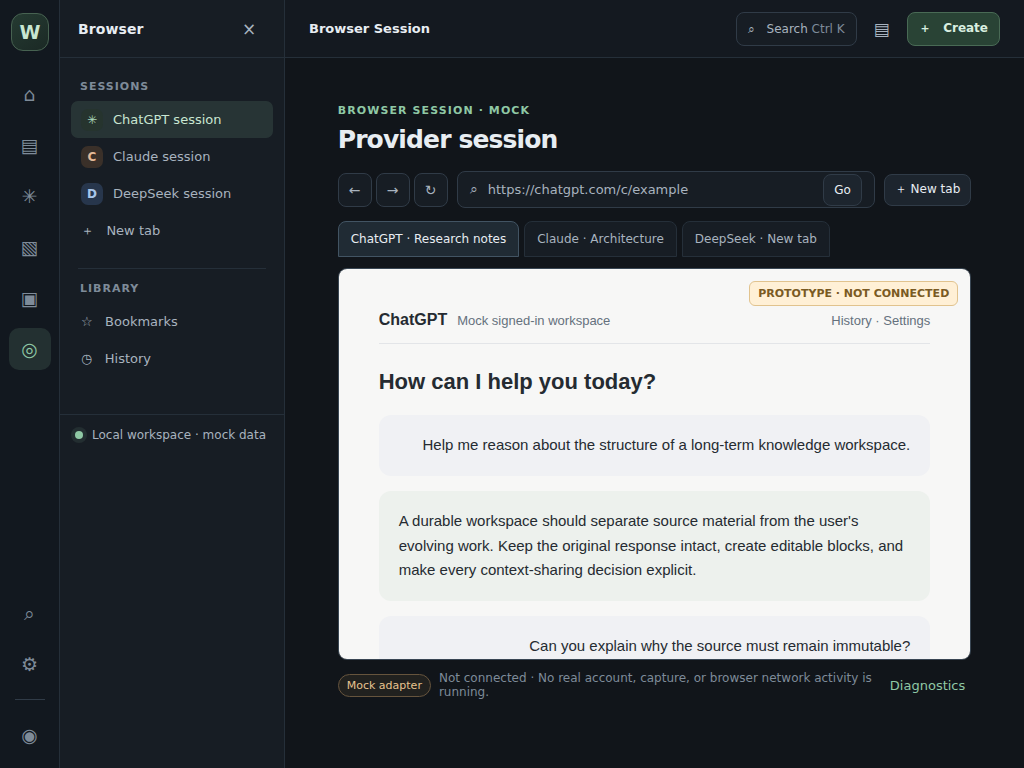 W
Browser
Browser Session
Search Ctrl K
+ Create
SESSIONS
ChatGPT session
C Claude session
D DeepSeek session
+ New tab
LIBRARY
Bookmarks
History
Local workspace · mock data
BROWSER SESSION · MOCK
Provider session
https://chatgpt.com/c/example
Go
+ New tab
ChatGPT · Research notes
Claude · Architecture
DeepSeek · New tab
PROTOTYPE · NOT CONNECTED
ChatGPT Mock signed-in workspace
History · Settings
How can I help you today?
Help me reason about the structure of a long-term knowledge workspace.
A durable workspace should separate source material from the user's
evolving work. Keep the original response intact, create editable blocks, and
make every context-sharing decision explicit.
Can you explain why the source must remain immutable?
Mock adapter
Not connected · No real account, capture, or browser network activity is
running.
Diagnostics